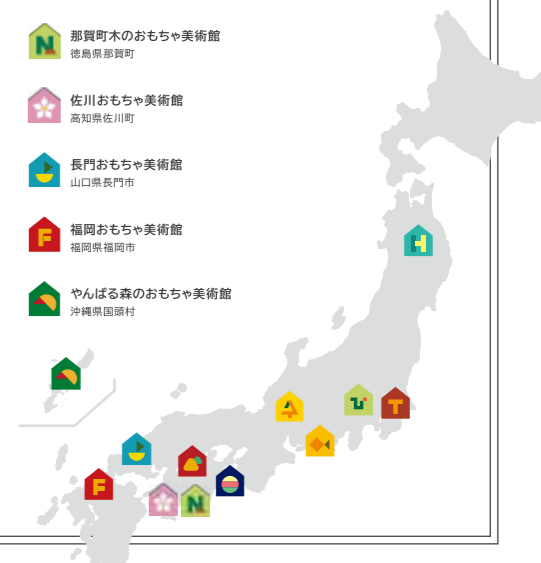 N
那賀町木のおもちゃ美術館
徳島県那賀町
佐川おもちゃ美術館
高知県佐川町
長門おもちゃ美術館
山口県長門市
F
福岡おもちゃ美術館
福岡県福岡市
やんばる森のおもちゃ美術館
沖縄県国頭村
H
T
F
N